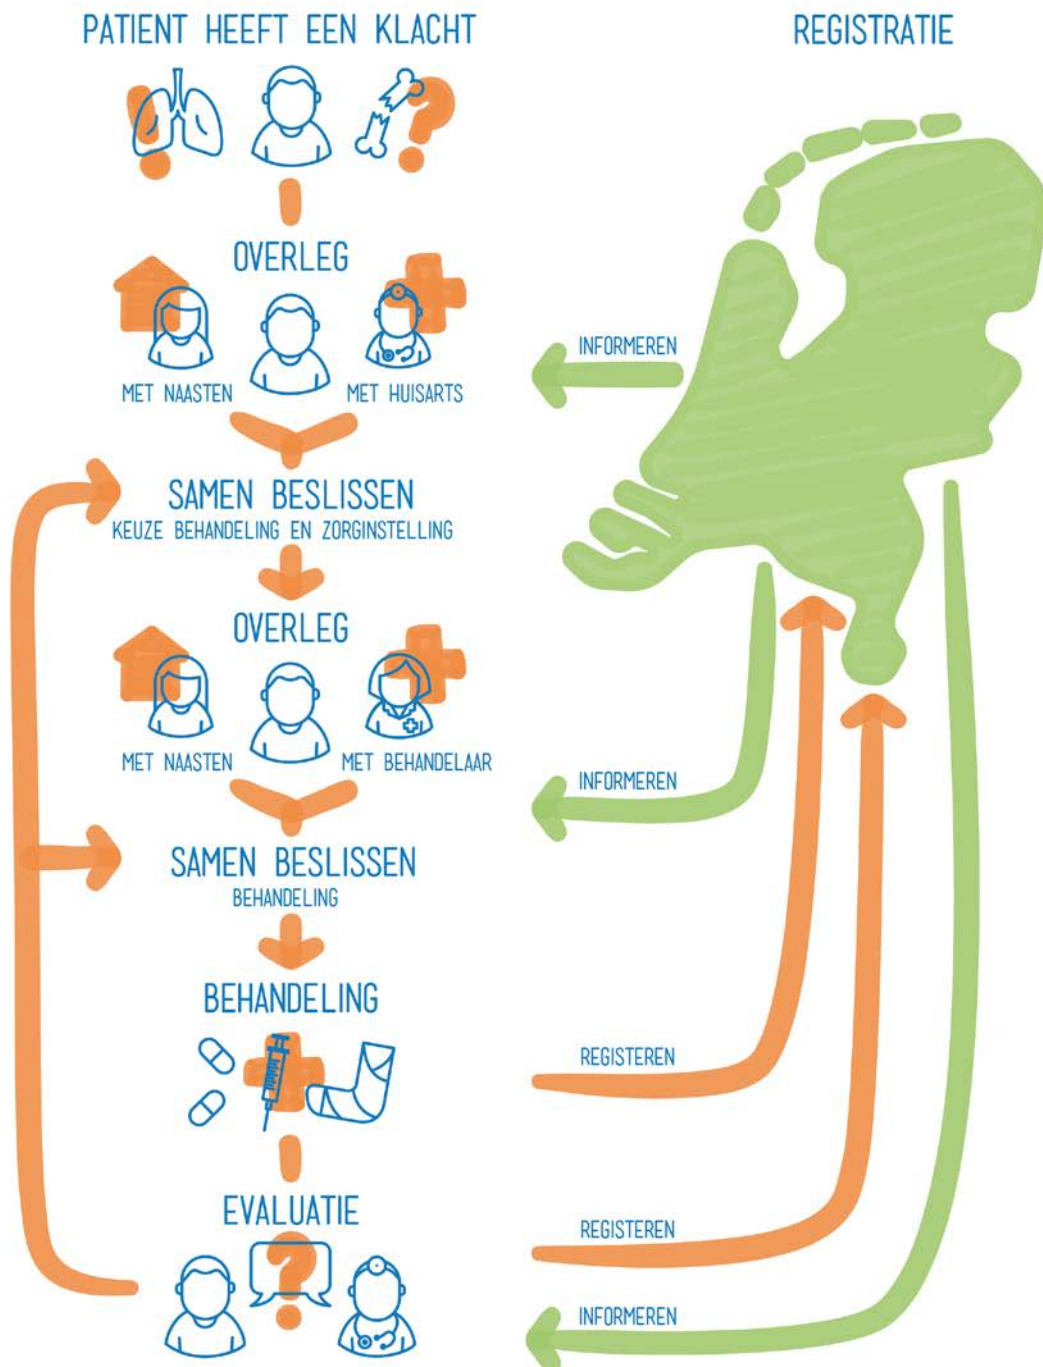 PATIENT HEEFT EEN KLACHT
REGISTRATIE
OVERLEG
MET NAASTEN
MET HUISARTS
INFORMEREN
SAMEN BESLISSEN
KEUZE BEHANDELING EN ZORGINSTELLING
OVERLEG
MET NAASTEN
MET BEHANDELAAR
INFORMEREN
SAMEN BESLISSEN
BEHANDELING
BEHANDELING
REGISTEREN
EVALUATIE
REGISTEREN
INFORMEREN